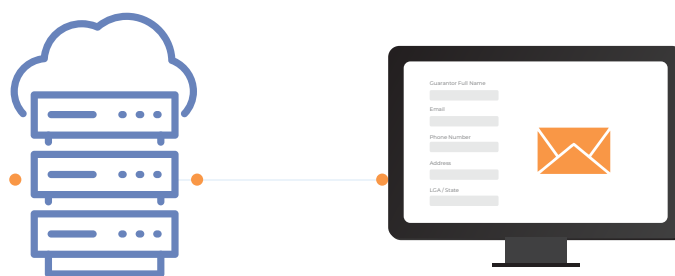 Guarantor Full Name
Email
Phone Number
Address
LGA / State